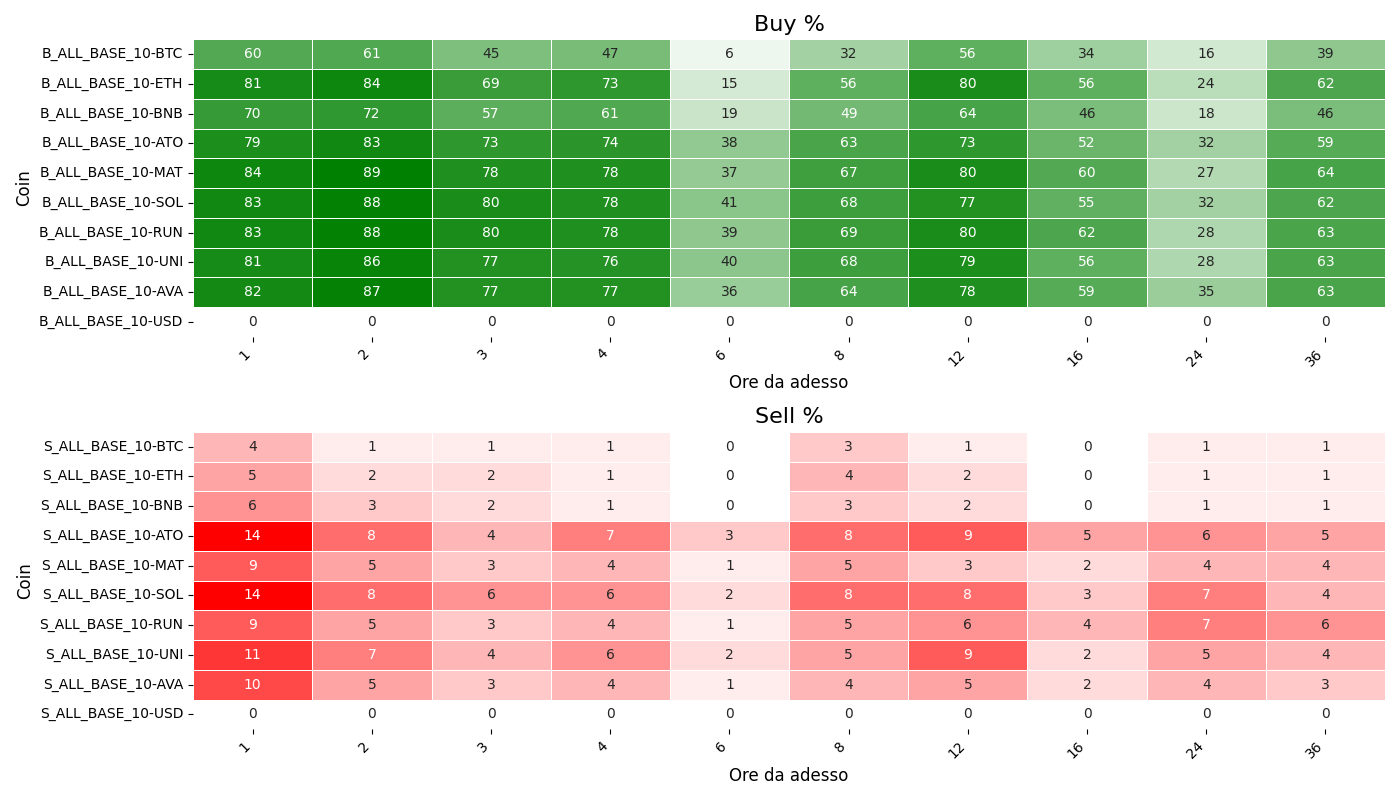 Buy %
Coin
B_ALL_BASE_10-BTC 60 61 45 47 6 32 56 34 16 39
B_ALL_BASE_10-ETH 81 84 69 73 15 56 80 56 24 62
B_ALL_BASE_10-BNB 70 72 57 61 19 49 64 46 18 46
B_ALL_BASE_10-ATO 79 83 73 74 38 63 73 52 32 59
B_ALL_BASE_10-MAT 84 89 78 78 37 67 80 60 27 64
B_ALL_BASE_10-SOL 83 88 80 78 41 68 77 55 32 62
B_ALL_BASE_10-RUN 83 88 80 78 39 69 80 62 28 63
B_ALL_BASE_10-UNI 81 86 77 76 40 68 79 56 28 63
B_ALL_BASE_10-AVA 82 87 77 77 36 64 78 59 35 63
B_ALL_BASE_10-USD 0 0 0 0 0 0 0 0 0 0
1 2 3 4 6 8 12 16 24 36
Ore da adesso
Sell %
Coin
S_ALL_BASE_10-BTC 4 1 1 1 0 3 1 0 1 1
S_ALL_BASE_10-ETH 5 2 2 1 0 4 2 0 1 1
S_ALL_BASE_10-BNB 6 3 2 1 0 3 2 0 1 1
S_ALL_BASE_10-ATO 14 8 4 7 3 8 9 5 6 5
S_ALL_BASE_10-MAT 9 5 3 4 1 5 3 2 4 4
S_ALL_BASE_10-SOL 14 8 6 6 2 8 8 3 7 4
S_ALL_BASE_10-RUN 9 5 3 4 1 5 6 4 7 6
S_ALL_BASE_10-UNI 11 7 4 6 2 5 9 2 5 4
S_ALL_BASE_10-AVA 10 5 3 4 1 4 5 2 4 3
S_ALL_BASE_10-USD 0 0 0 0 0 0 0 0 0 0
1 2 3 4 6 8 12 16 24 36
Ore da adesso